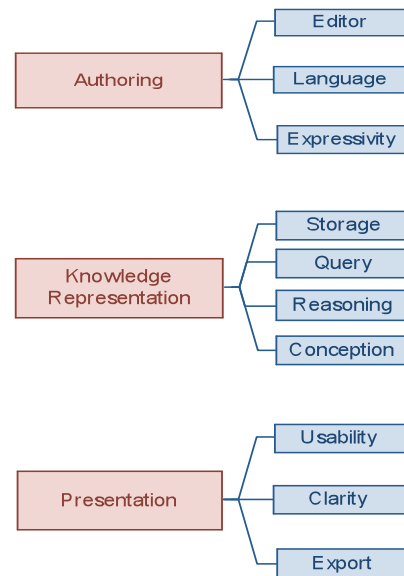 Authoring
Editor
Language
Expressivity
Knowledge
Representation
Storage
Query
Reasoning
Conception
Presentation
Usability
Clarity
Export